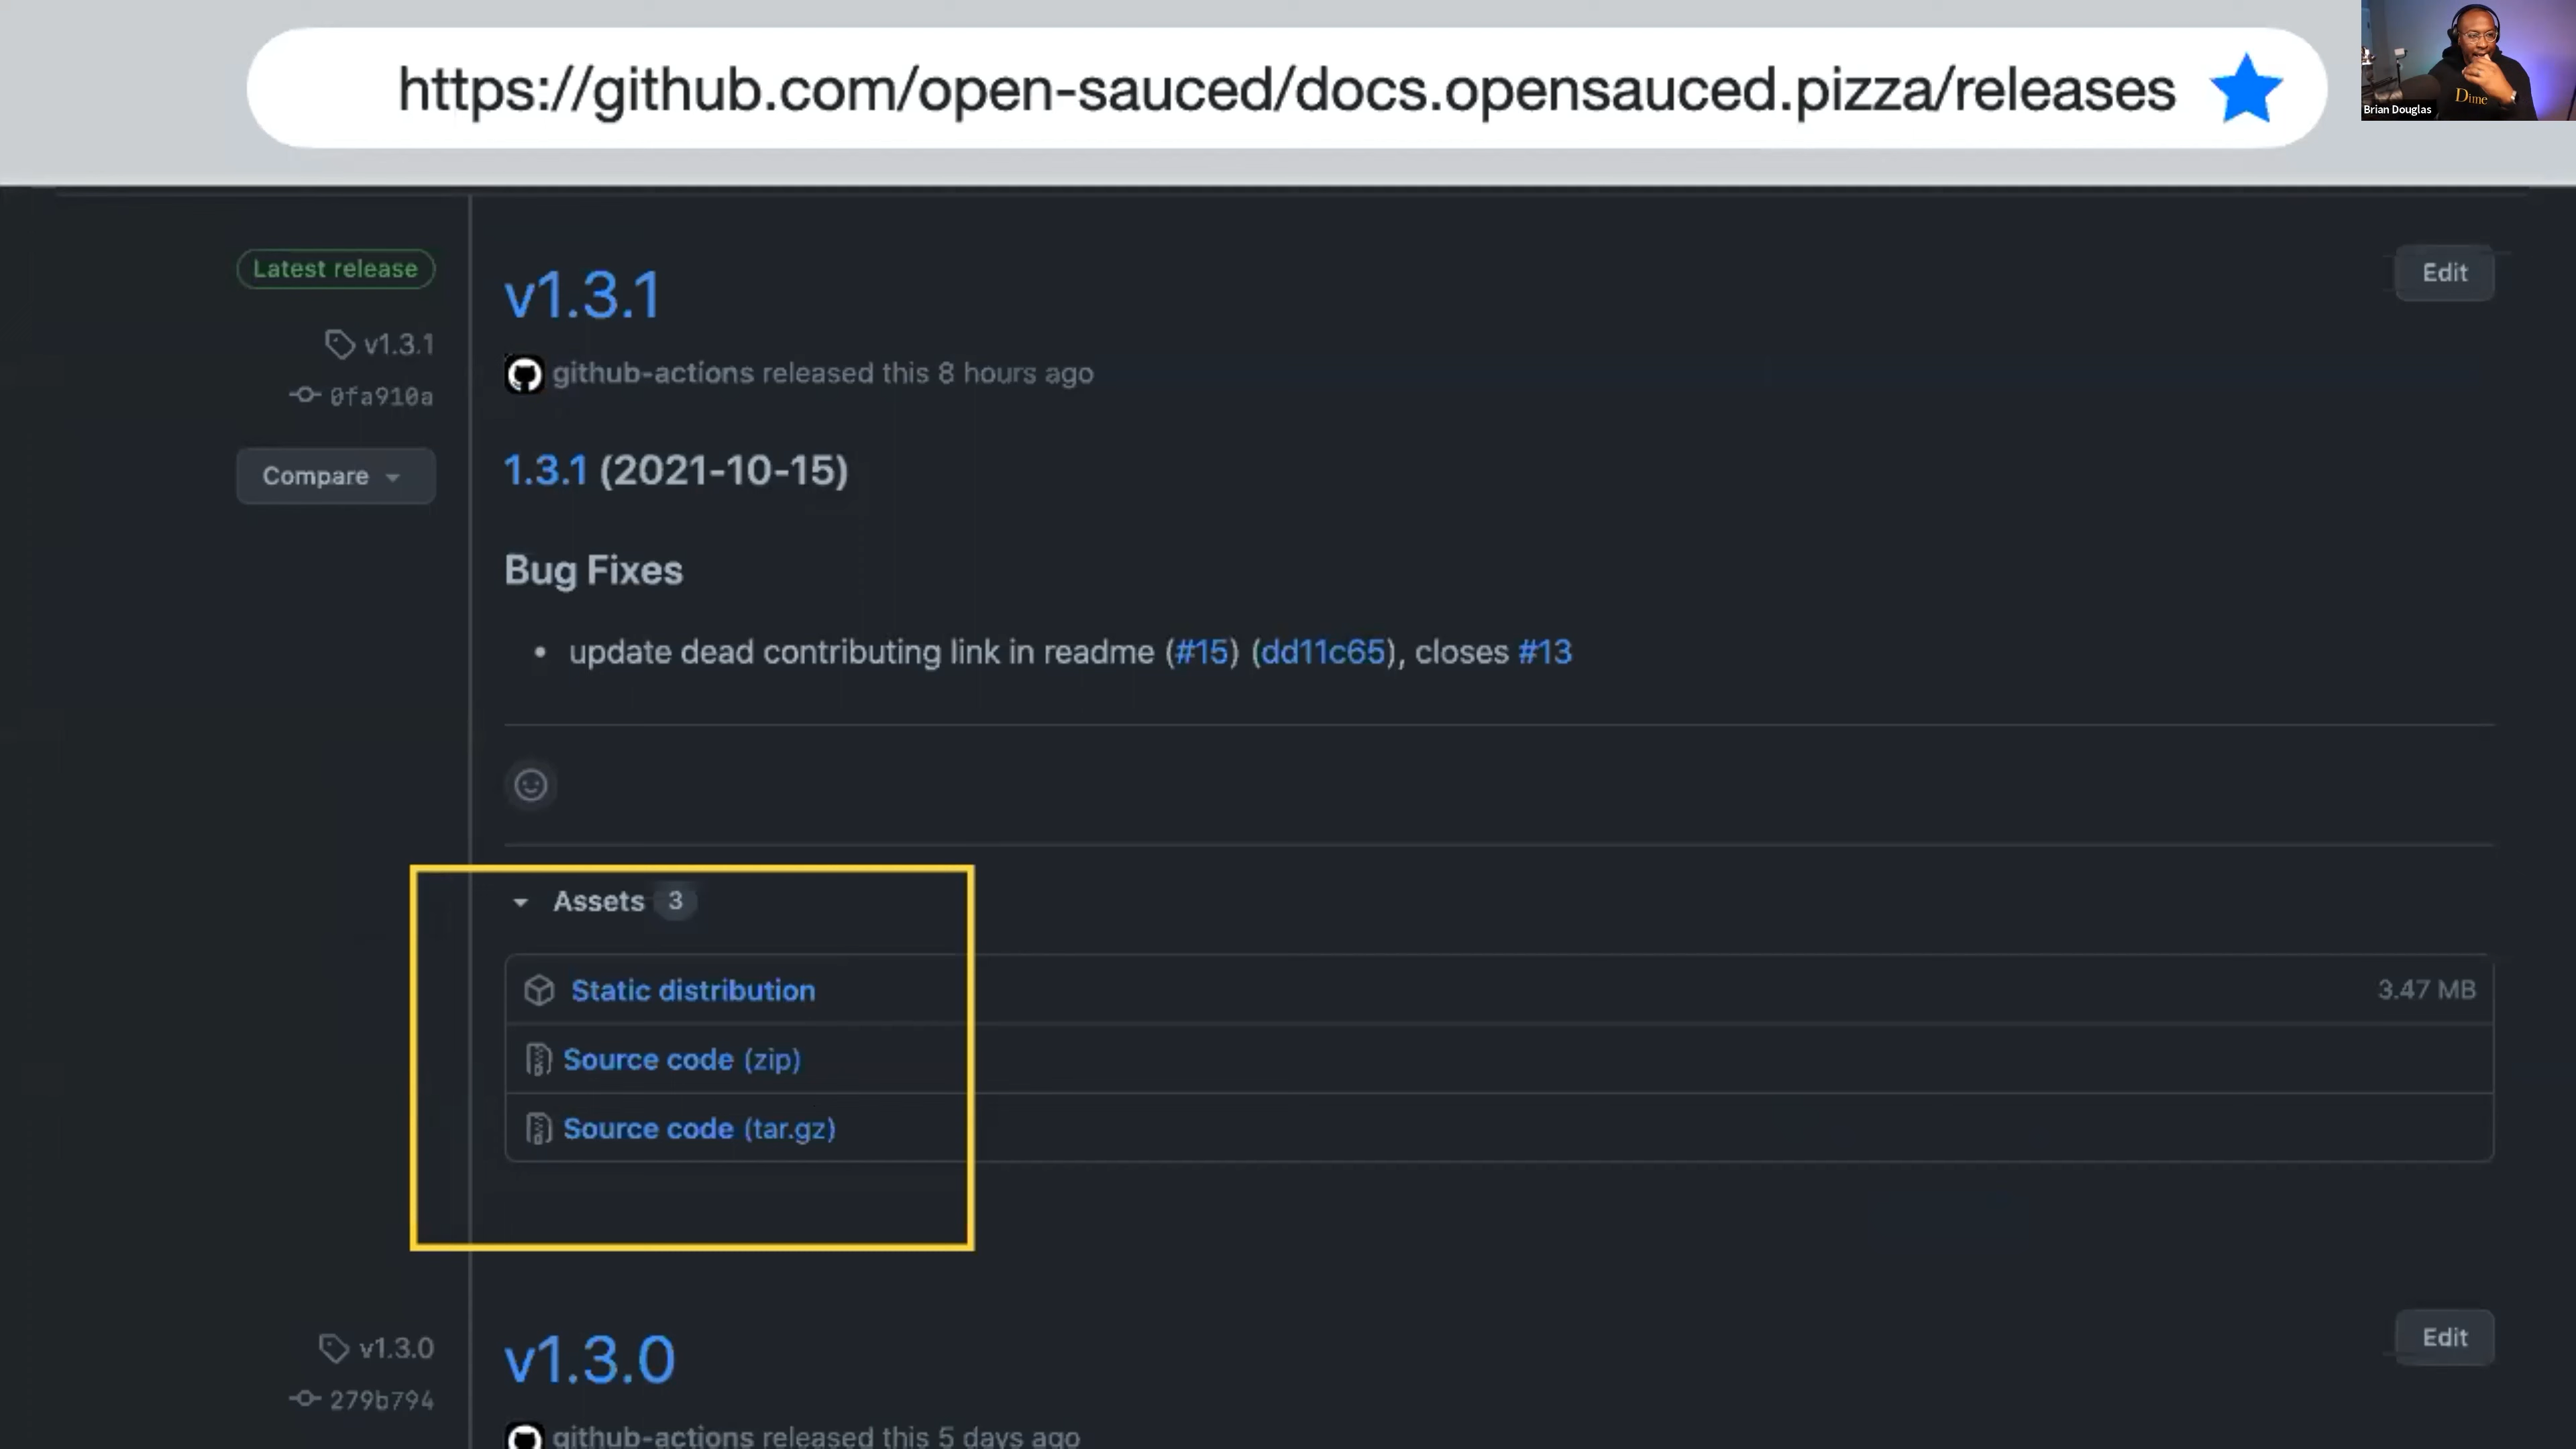 https://github.com/open-sauced/docs.opensauced.pizza/releases
Dime
Brian Douglas
Latest release
v1.3.1
0fa910a
Compare
v1.3.1
Edit
github-actions released this 8 hours ago
1.3.1 (2021-10-15)
Bug Fixes
• update dead contributing link in readme (#15) (dd11c65), closes #13
Assets 3
Static distribution 3.47 MB
Source code (zip)
Source code (tar.gz)
v1.3.0
279b794
v1.3.0
Edit
github-actions released this 5 days ago